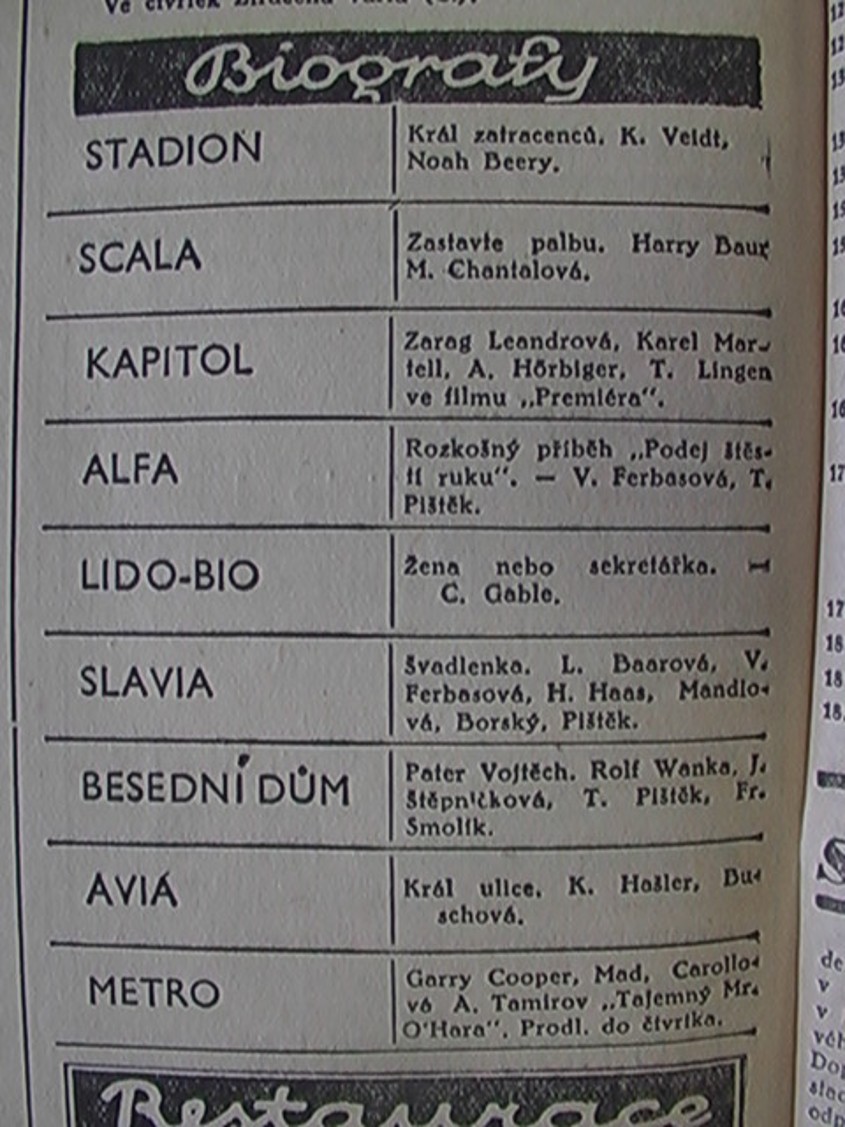 Biografy
STADION
Král zatracenců. K. Veidt,
Noah Beery.
SCALA
Zastavte palbu. Harry Baur
M. Chantalová.
KAPITOL
Zarag Leandrová, Karel Mar-
tell, A. Hörbiger, T. Lingen
ve filmu „Premiéra“.
ALFA
Rozkošný příběh „Podej štěs-
tí ruku“. — V. Ferbasová, T.
Pištěk.
LIDO-BIO
Žena nebo sekretářka. —
C. Gable.
SLAVIA
Švadlenka. L. Baarová, V.
Ferbasová, H. Haas, Mandlo-
vá, Borský, Pištěk.
BESEDNÍ DŮM
Pater Vojtěch. Rolf Wanka, J.
Štěpničková, T. Pištěk, Fr.
Smolík.
AVIA
Král ulice. K. Hašler, Bu-
schová.
METRO
Garry Cooper, Mad. Carollo-
vá A. Tamirov „Tajemný Mr.
O'Hara“. Prodl. do čtvrtka.
Restaurace